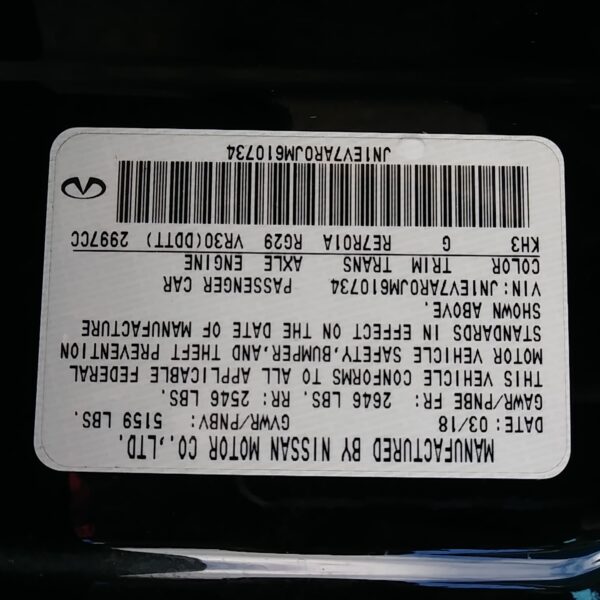 MANUFACTURED BY NISSAN MOTOR CO.,LTD.
DATE: 03/18 GVWR/PNBV: 5159 LBS.
GAWR/PNBE FR: 2646 LBS. RR: 2546 LBS.
THIS VEHICLE CONFORMS TO ALL APPLICABLE FEDERAL
MOTOR VEHICLE SAFETY,BUMPER,AND THEFT PREVENTION
STANDARDS IN EFFECT ON THE DATE OF MANUFACTURE
SHOWN ABOVE.
VIN: JN1EV7AR0JM610734 PASSENGER CAR
COLOR TRIM TRANS AXLE ENGINE
KH3 G RE7R01A RG29 VR30(DDTT) 2997CC
JN1EV7AR0JM610734